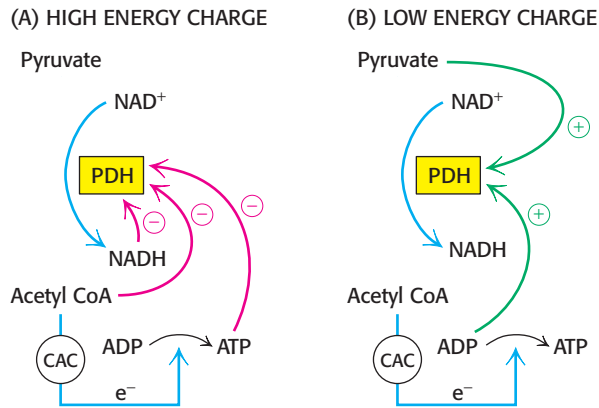 (A) HIGH ENERGY CHARGE
Pyruvate
NAD⁺
PDH
−
−
−
NADH
Acetyl CoA
CAC
ADP
ATP
e⁻
(B) LOW ENERGY CHARGE
Pyruvate
NAD⁺
+
PDH
+
NADH
Acetyl CoA
CAC
ADP
ATP
e⁻